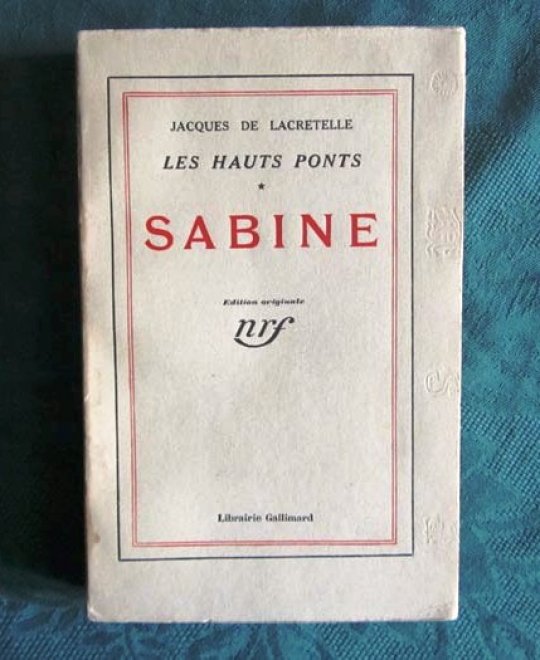 JACQUES DE LACRETELLE
LES HAUTS PONTS
*
SABINE
Edition originale
nrf
Librairie Gallimard